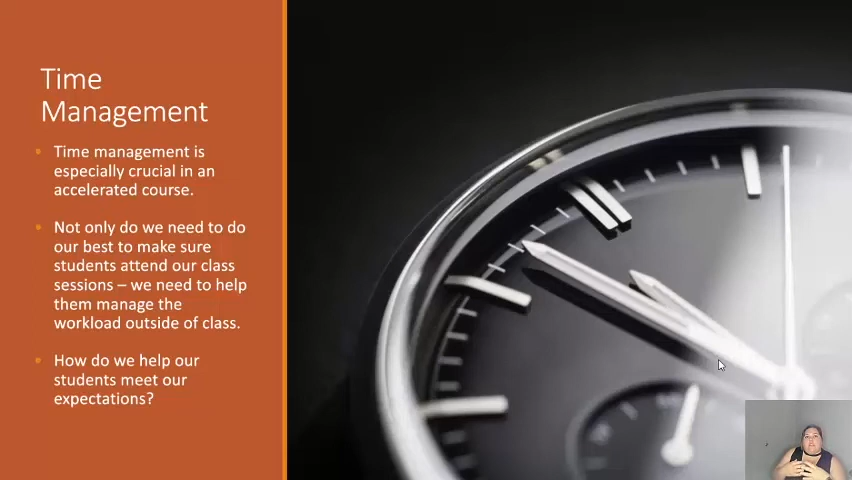 Time
Management
• Time management is
especially crucial in an
accelerated course.
• Not only do we need to do
our best to make sure
students attend our class
sessions – we need to help
them manage the
workload outside of class.
• How do we help our
students meet our
expectations?